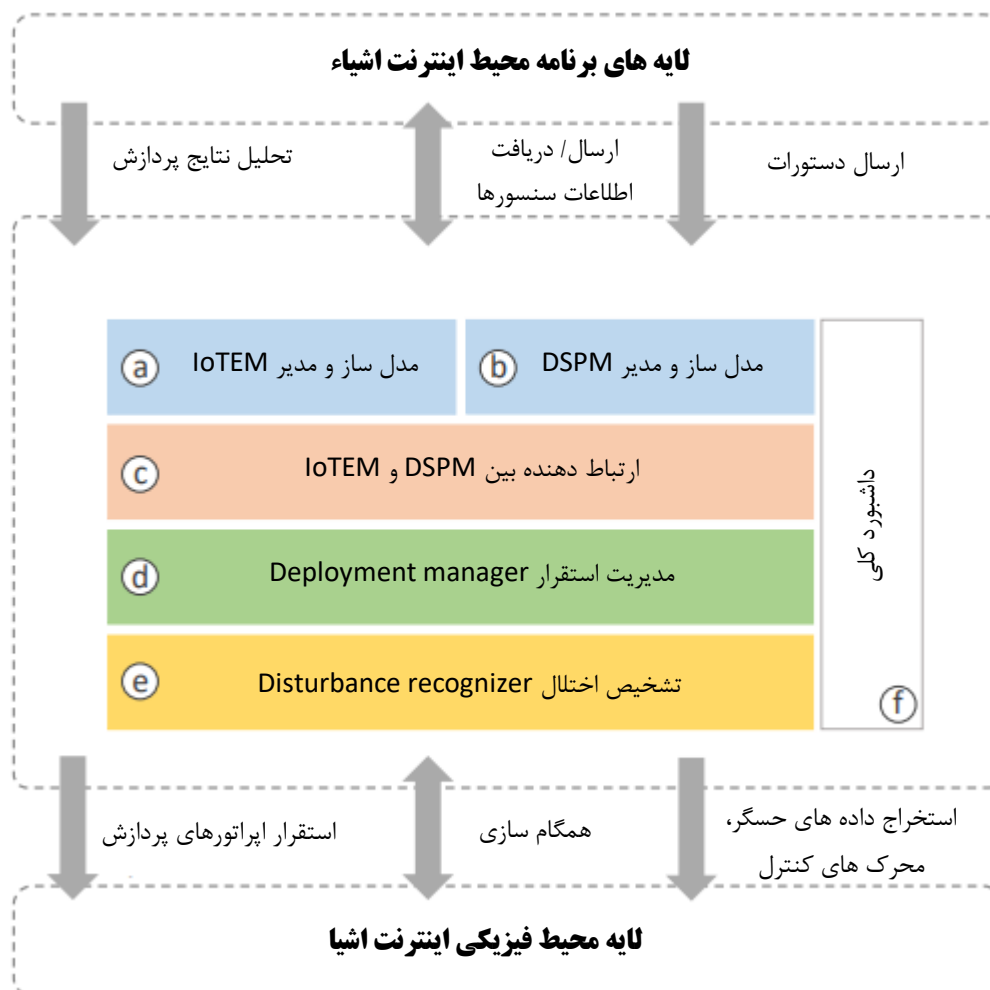 لایه های برنامه محیط اینترنت اشیاء
ارسال دستورات
ارسال/ دریافت
اطلاعات سنسورها
تحلیل نتایج پردازش
مدل ساز و مدیر DSPM
b
مدل ساز و مدیر IoTEM
a
ارتباط دهنده بین DSPM و IoTEM
c
مدیریت استقرار Deployment manager
d
تشخیص اختلال Disturbance recognizer
e
داشبورد کلی
f
استخراج داده های حسگر،
محرک های کنترل
همگام سازی
استقرار اپراتورهای پردازش
لایه محیط فیزیکی اینترنت اشیا